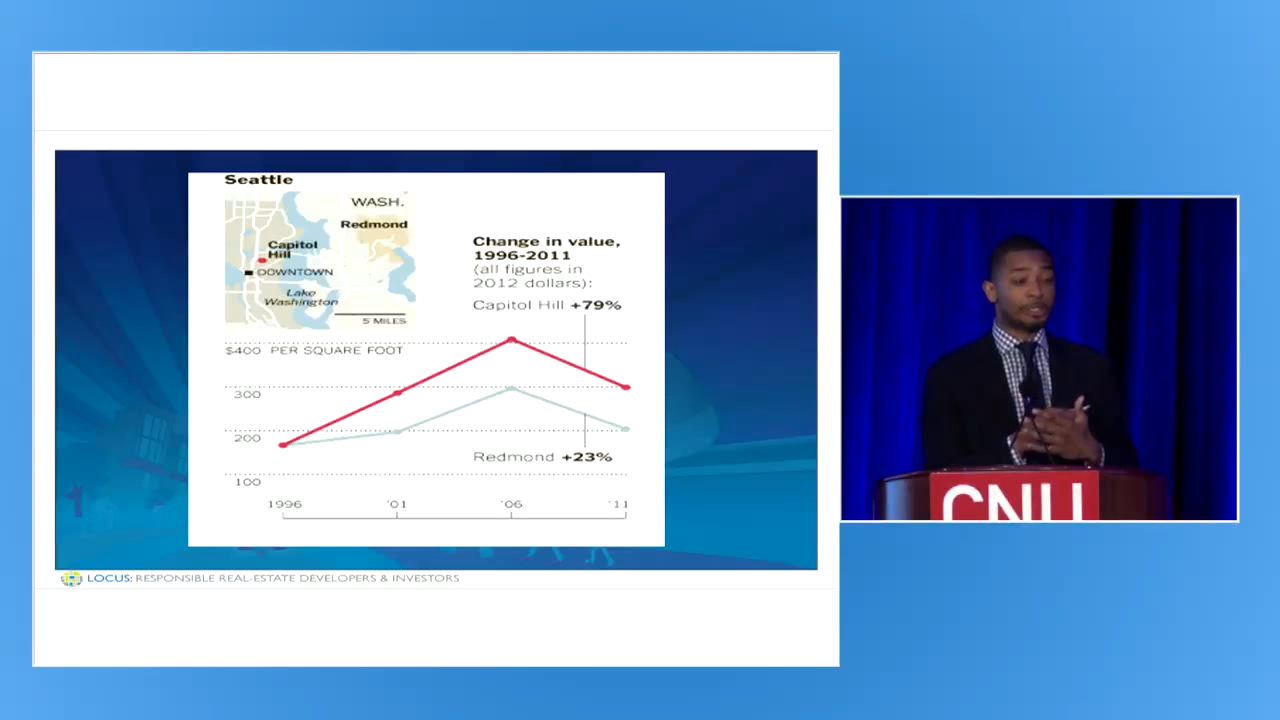 Seattle
WASH.
Redmond
Capitol
Hill
DOWNTOWN
Lake
Washington
5 MILES
Change in value,
1996-2011
(all figures in
2012 dollars):
Capitol Hill +79%
$400 PER SQUARE FOOT
300
200
Redmond +23%
100
1996 '01 '06 '11
LOCUS: RESPONSIBLE REAL-ESTATE DEVELOPERS & INVESTORS
CNU